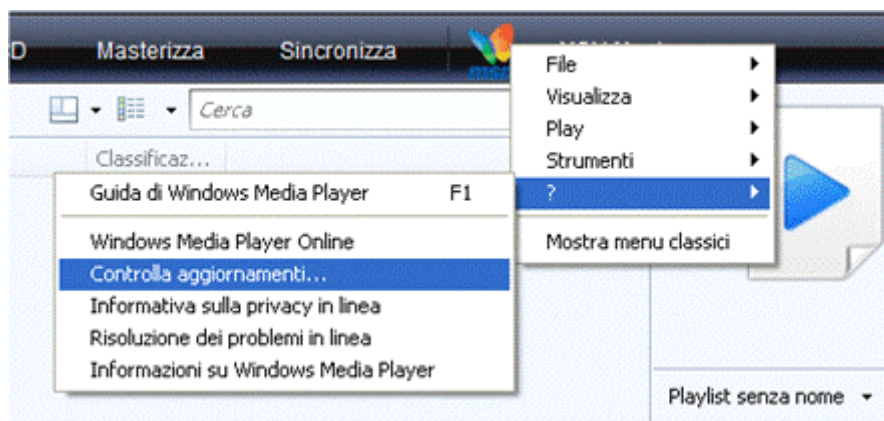 D Masterizza Sincronizza
Cerca
Classificaz...
File
Visualizza
Play
Strumenti
?
Mostra menu classici
Guida di Windows Media Player F1
Windows Media Player Online
Controlla aggiornamenti...
Informativa sulla privacy in linea
Risoluzione dei problemi in linea
Informazioni su Windows Media Player
Playlist senza nome